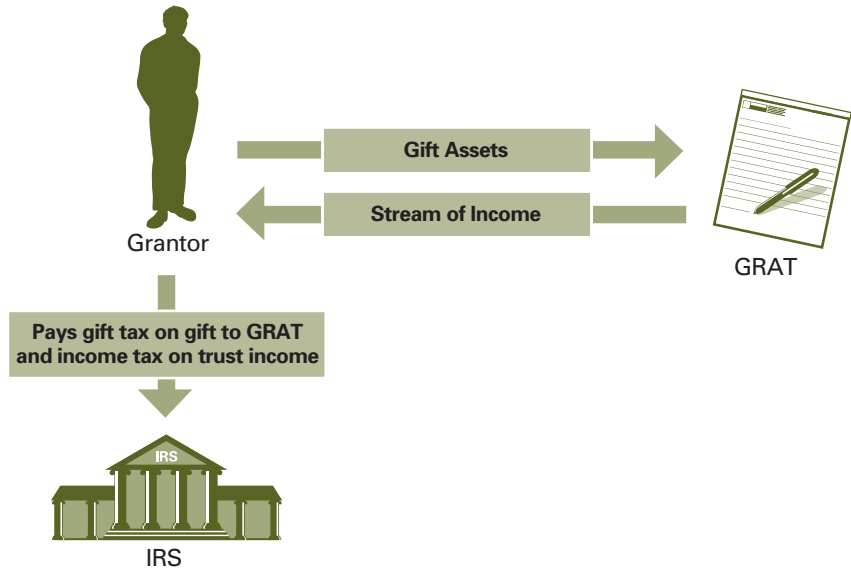 Gift Assets
Stream of Income
Grantor
GRAT
Pays gift tax on gift to GRAT
and income tax on trust income
IRS
IRS